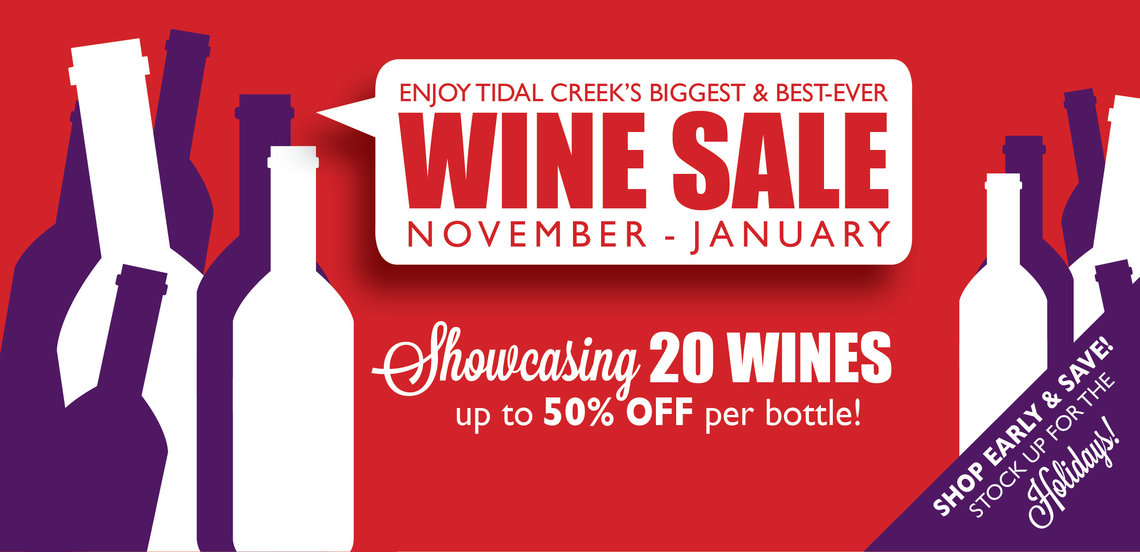 ENJOY TIDAL CREEK'S BIGGEST & BEST-EVER
WINE SALE
NOVEMBER - JANUARY
Showcasing 20 WINES
up to 50% OFF per bottle!
SHOP EARLY & SAVE!
STOCK UP FOR THE
Holidays!